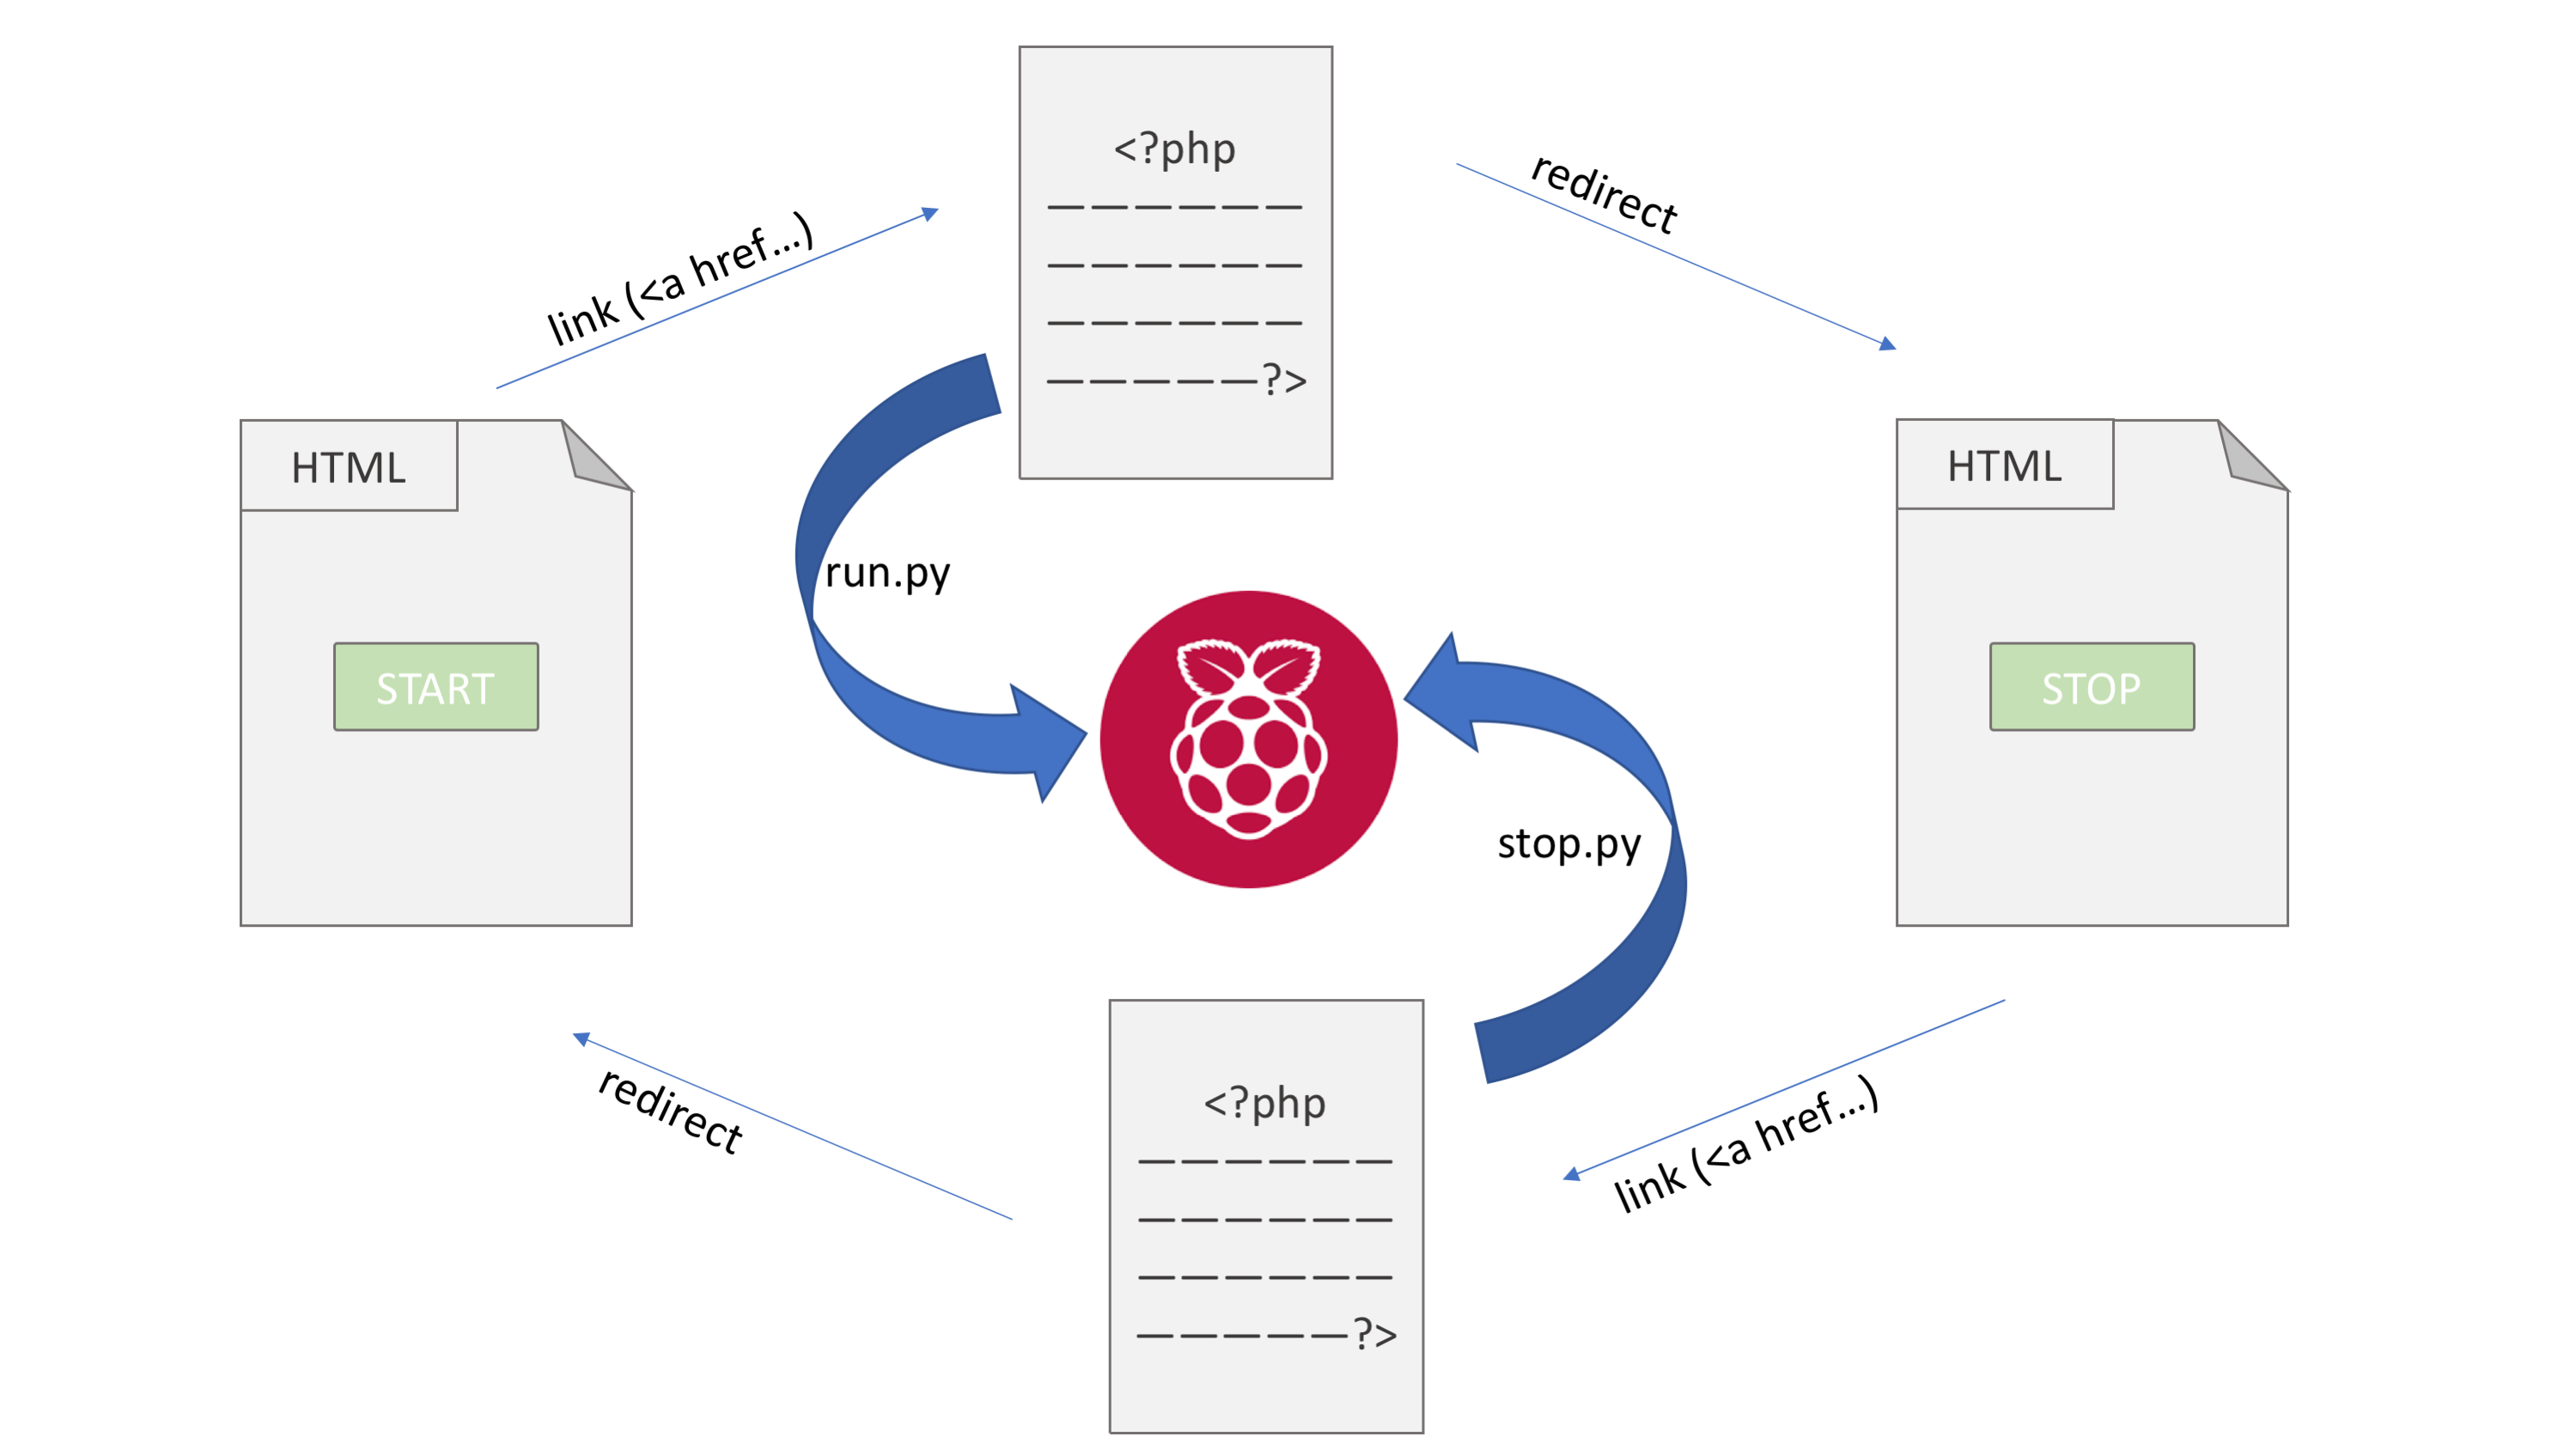 <?php
redirect
link (<a href...)
?>
HTML
HTML
run.py
START
STOP
stop.py
redirect
<?php
link (<a href...)
?>